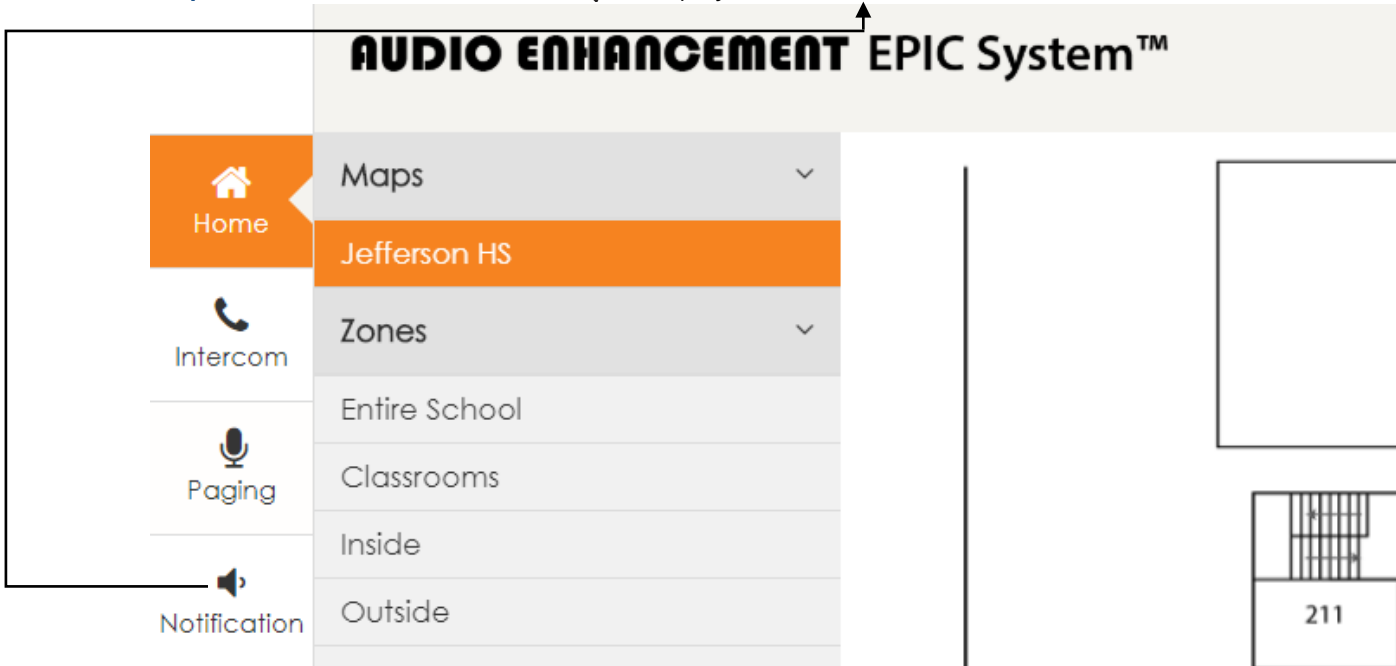 AUDIO ENHANCEMENT EPIC System™
Home
Maps
Jefferson HS
Intercom
Zones
Entire School
Paging
Classrooms
Inside
Notification
Outside
211